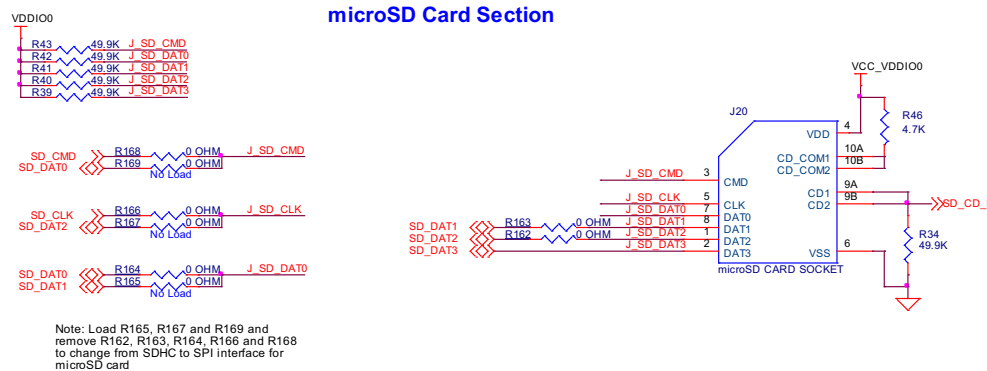 microSD Card Section
VDDIO0
R43 49.9K J_SD_CMD
R42 49.9K J_SD_DAT0
R41 49.9K J_SD_DAT1
R40 49.9K J_SD_DAT2
R39 49.9K J_SD_DAT3
SD_CMD R168 0 OHM J_SD_CMD
SD_DAT0 R169 0 OHM
No Load
SD_CLK R166 0 OHM J_SD_CLK
SD_DAT2 R167 0 OHM
No Load
SD_DAT0 R164 0 OHM J_SD_DAT0
SD_DAT1 R165 0 OHM
No Load
Note: Load R165, R167 and R169 and
remove R162, R163, R164, R166 and R168
to change from SDHC to SPI interface for
microSD card
VCC_VDDIO0
J20
R46
4.7K
4 VDD
10A CD_COM1
10B CD_COM2
9A CD1
9B CD2
SD_CD_
R34
49.9K
6 VSS
J_SD_CMD 3 CMD
J_SD_CLK 5 CLK
J_SD_DAT0 7 DAT0
SD_DAT1 R163 0 OHM J_SD_DAT1 8 DAT1
SD_DAT2 R162 0 OHM J_SD_DAT2 1 DAT2
SD_DAT3 J_SD_DAT3 2 DAT3
microSD CARD SOCKET